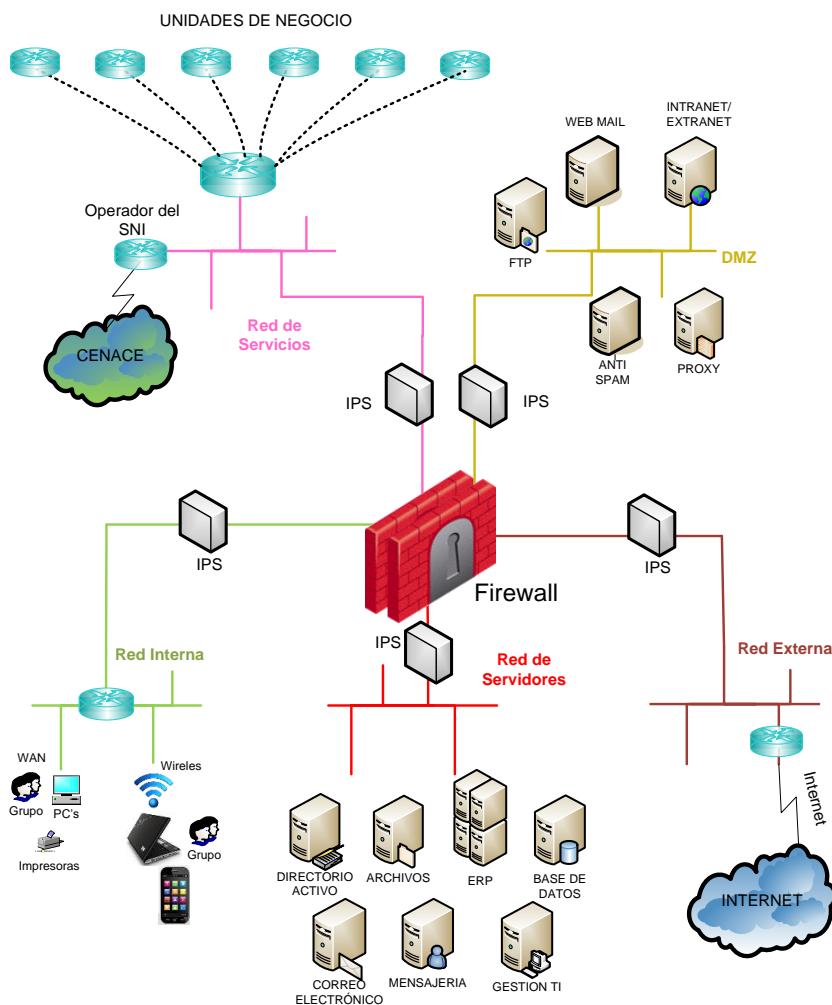 UNIDADES DE NEGOCIO
WEB MAIL
INTRANET/
EXTRANET
Operador del
SNI
FTP
DMZ
Red de
Servicios
CENACE
ANTI
SPAM
PROXY
IPS
IPS
IPS
IPS
Firewall
IPS
Red Interna
Red de
Servidores
Red Externa
WAN
Wireles
Grupo
PC's
Grupo
Impresoras
Internet
DIRECTORIO
ACTIVO
ARCHIVOS
ERP
BASE DE
DATOS
INTERNET
CORREO
ELECTRÓNICO
MENSAJERIA
GESTION TI